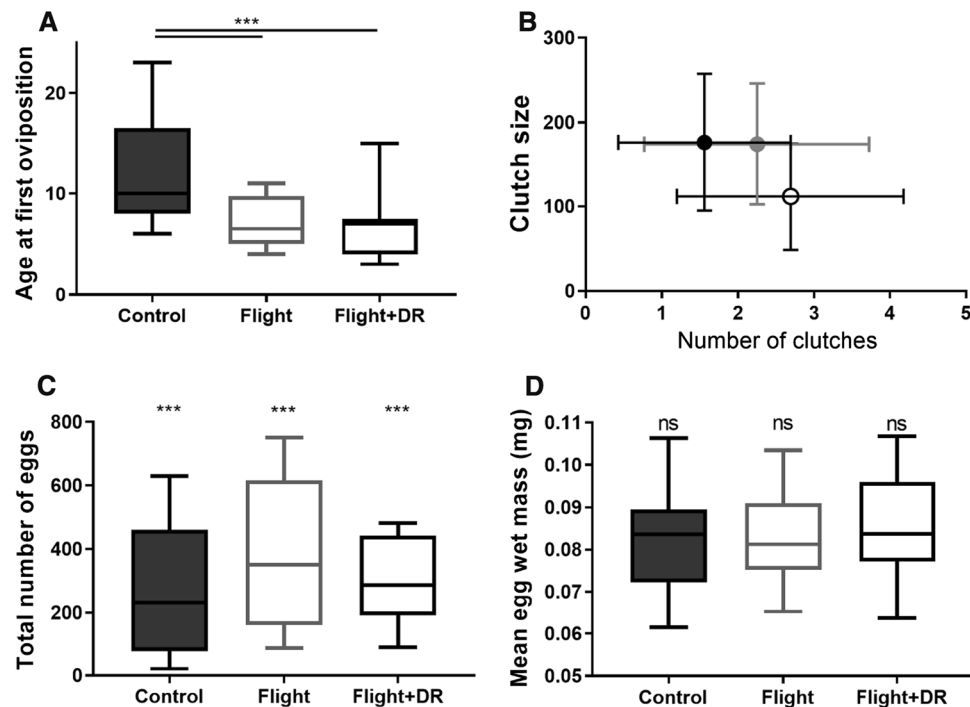 A
***
Age at first oviposition
20
10
0
Control Flight Flight+DR
B
300
200
100
0
Clutch size
0 1 2 3 4 5
Number of clutches
C
*** *** ***
Total number of eggs
800
600
400
200
0
Control Flight Flight+DR
D
ns ns ns
Mean egg wet mass (mg)
0.11
0.10
0.09
0.08
0.07
0.06
0.05
Control Flight Flight+DR